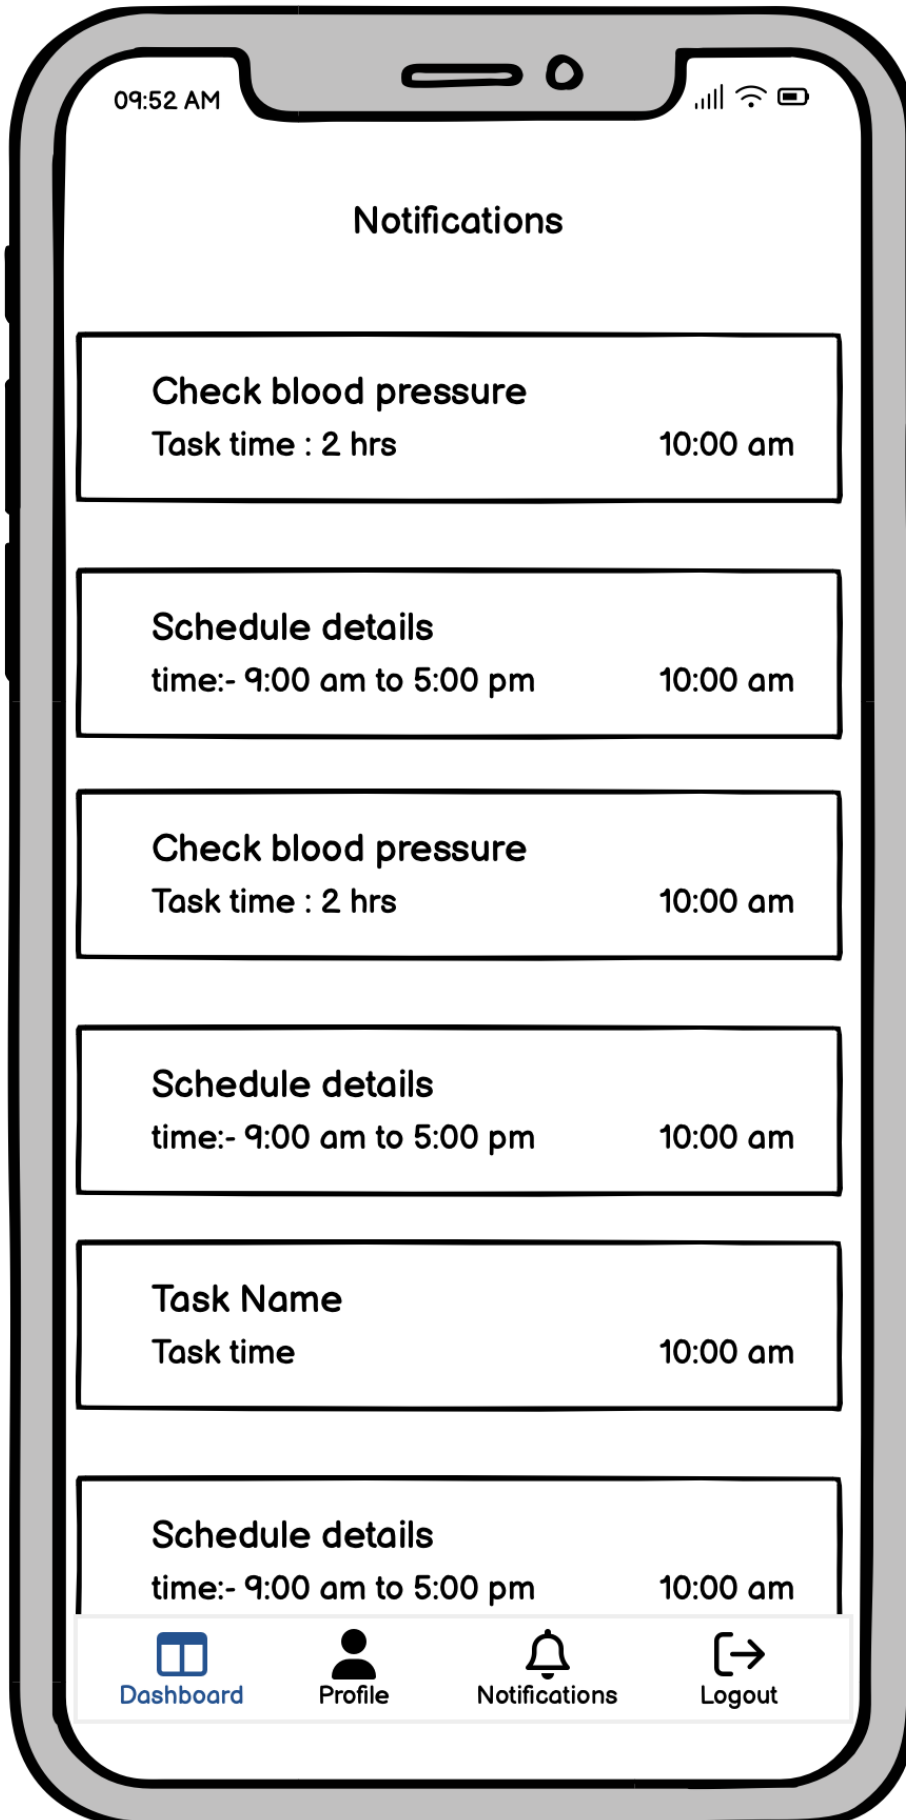 09:52 AM
Notifications
Check blood pressure
Task time : 2 hrs 10:00 am
Schedule details
time:- 9:00 am to 5:00 pm 10:00 am
Check blood pressure
Task time : 2 hrs 10:00 am
Schedule details
time:- 9:00 am to 5:00 pm 10:00 am
Task Name
Task time 10:00 am
Schedule details
time:- 9:00 am to 5:00 pm 10:00 am
Dashboard Profile Notifications Logout